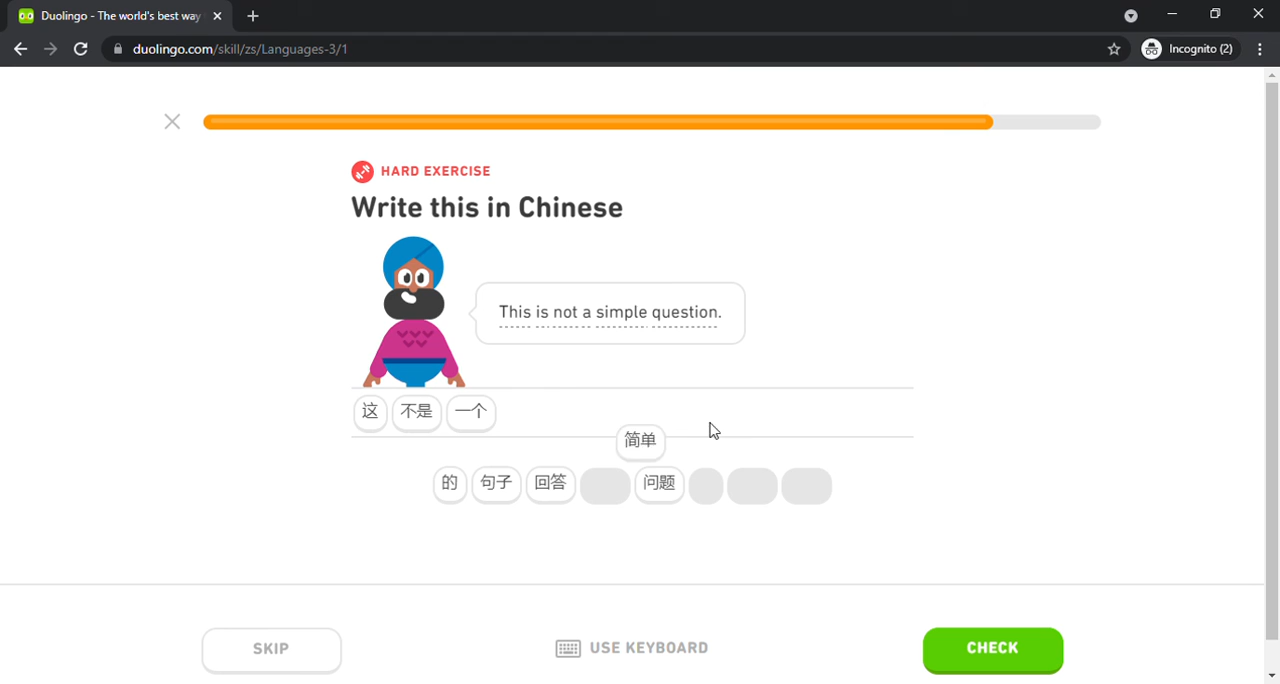 Duolingo - The world's best way
duolingo.com/skill/zs/Languages-3/1
Incognito (2)
HARD EXERCISE
Write this in Chinese
This is not a simple question.
这 不是 一个
简单
的 句子 回答 问题
SKIP
USE KEYBOARD
CHECK